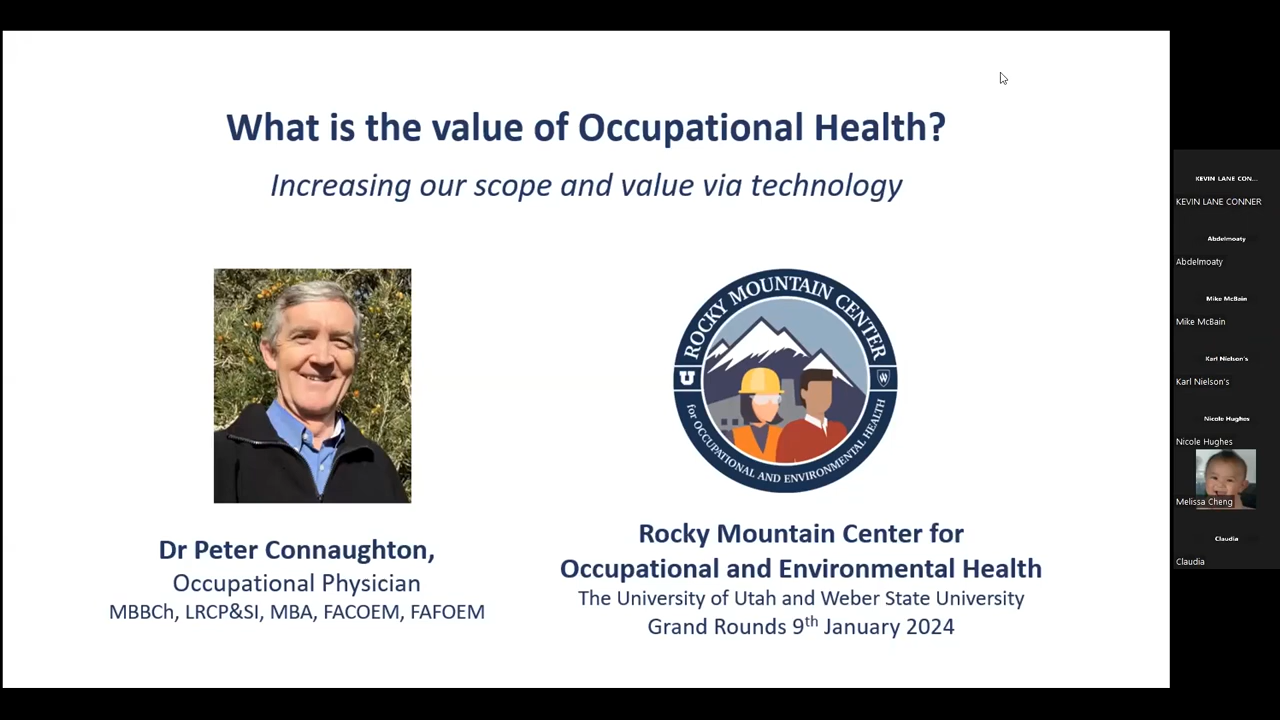 What is the value of Occupational Health?
Increasing our scope and value via technology
ROCKY MOUNTAIN CENTER
for OCCUPATIONAL AND ENVIRONMENTAL HEALTH
U
W
Dr Peter Connaughton,
Occupational Physician
MBBCh, LRCP&SI, MBA, FACOEM, FAFOEM
Rocky Mountain Center for
Occupational and Environmental Health
The University of Utah and Weber State University
Grand Rounds 9th January 2024
KEVIN LANE CON...
KEVIN LANE CONNER
Abdelmoaty
Abdelmoaty
Mike McBain
Mike McBain
Karl Nielson's
Karl Nielson's
Nicole Hughes
Nicole Hughes
Melissa Cheng
Claudia
Claudia